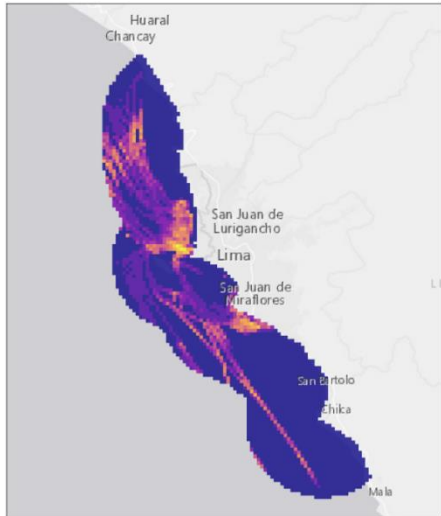 Huaral
Chancay
San Juan de
Lurigancho
Lima
San Juan de
Miraflores
L
San Bartolo
Chilca
Mala